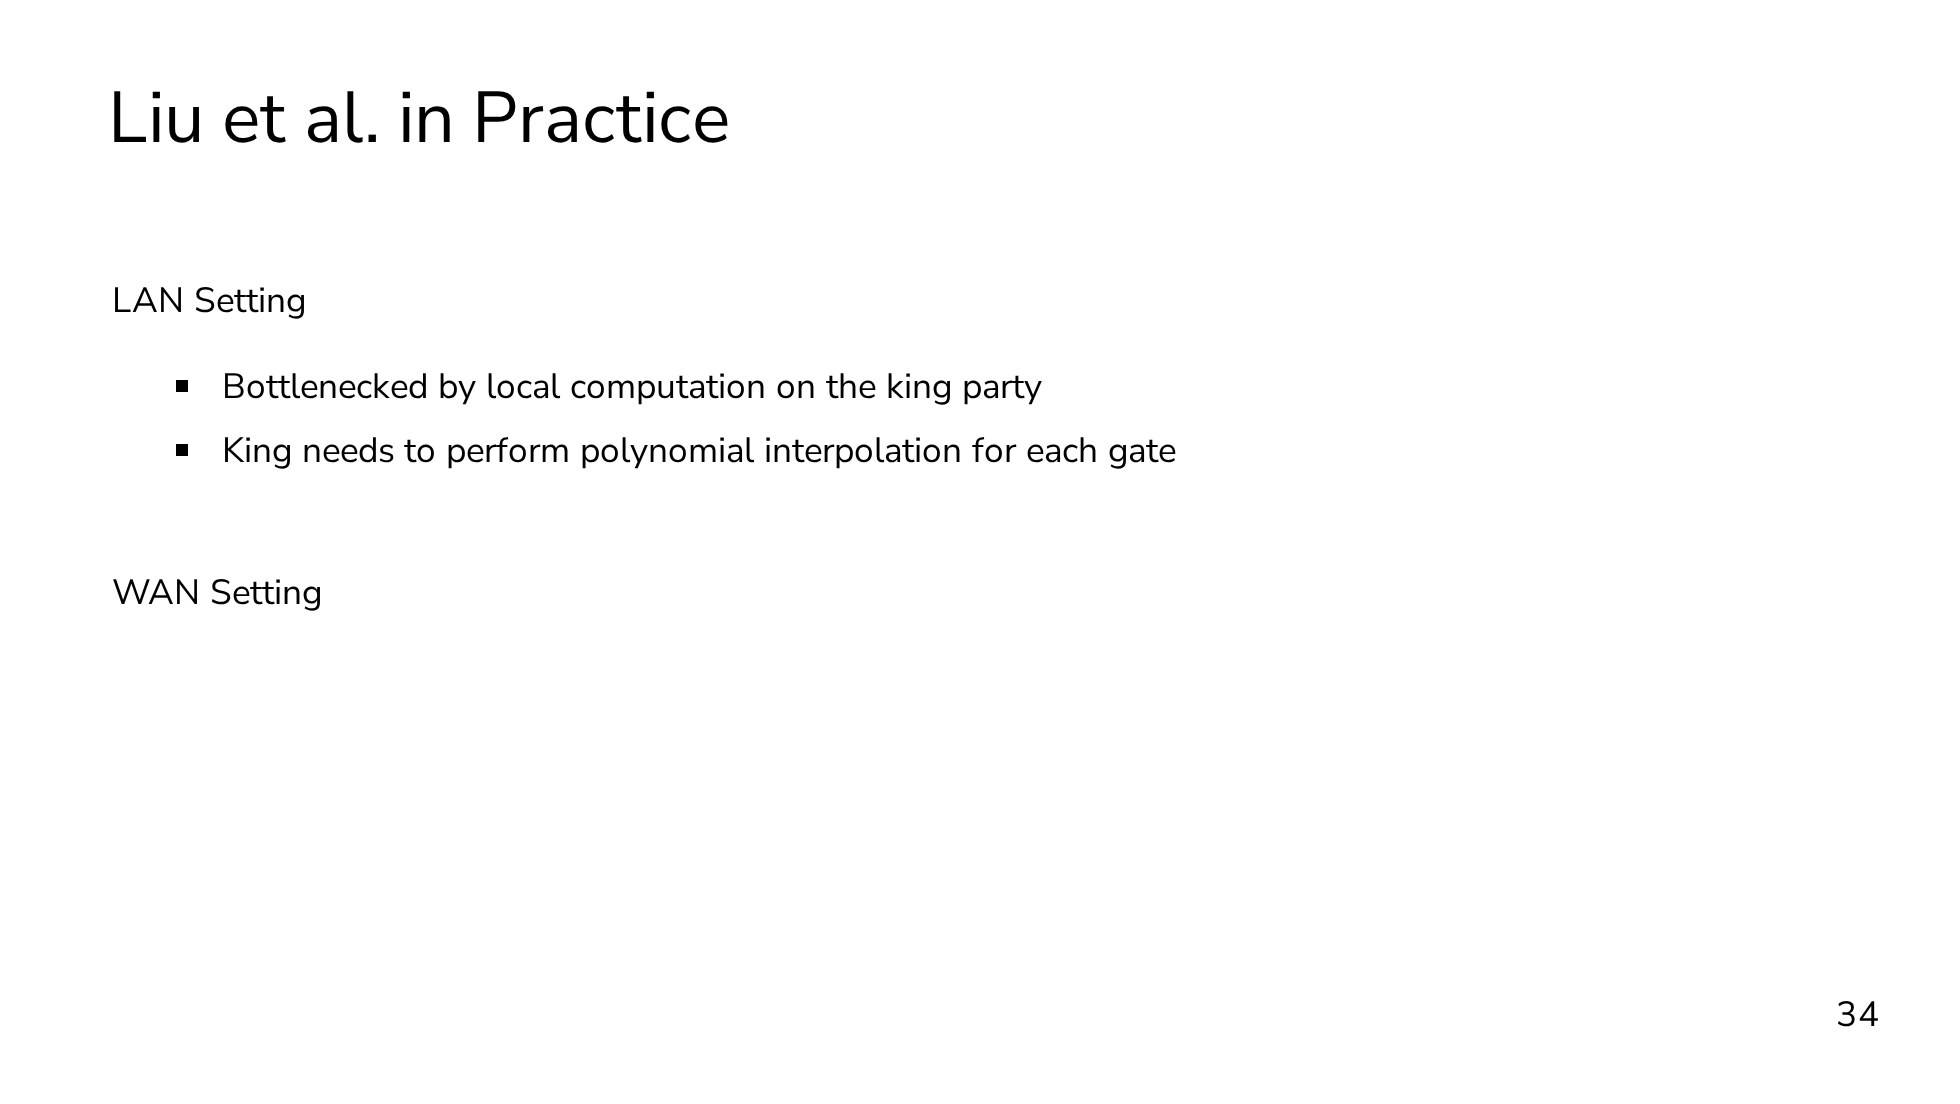 Liu et al. in Practice
LAN Setting
▪ Bottlenecked by local computation on the king party
▪ King needs to perform polynomial interpolation for each gate
WAN Setting
34